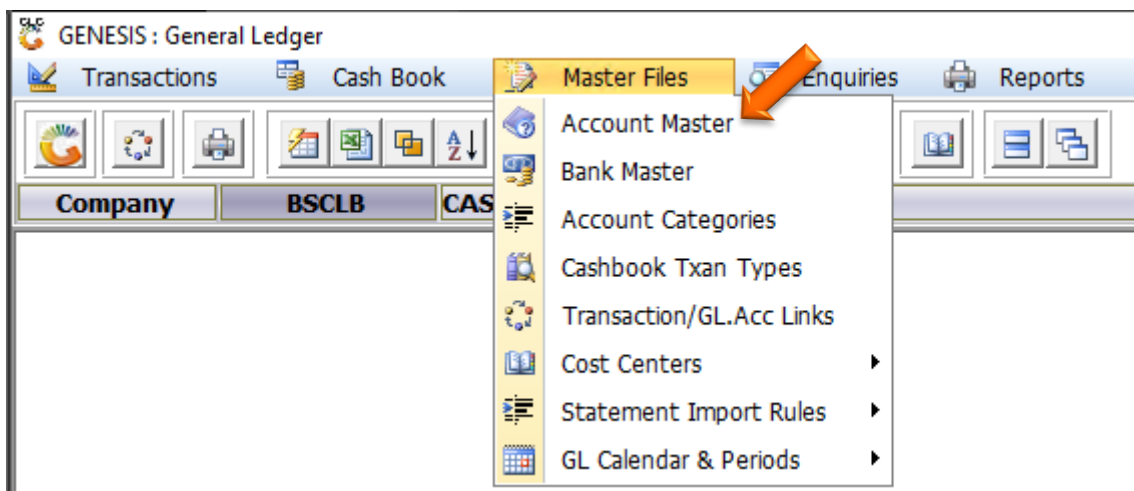 GENESIS : General Ledger
Transactions Cash Book Master Files Enquiries Reports
Account Master
Bank Master
Company BSCLB CAS
Account Categories
Cashbook Txan Types
Transaction/GL.Acc Links
Cost Centers
Statement Import Rules
GL Calendar & Periods